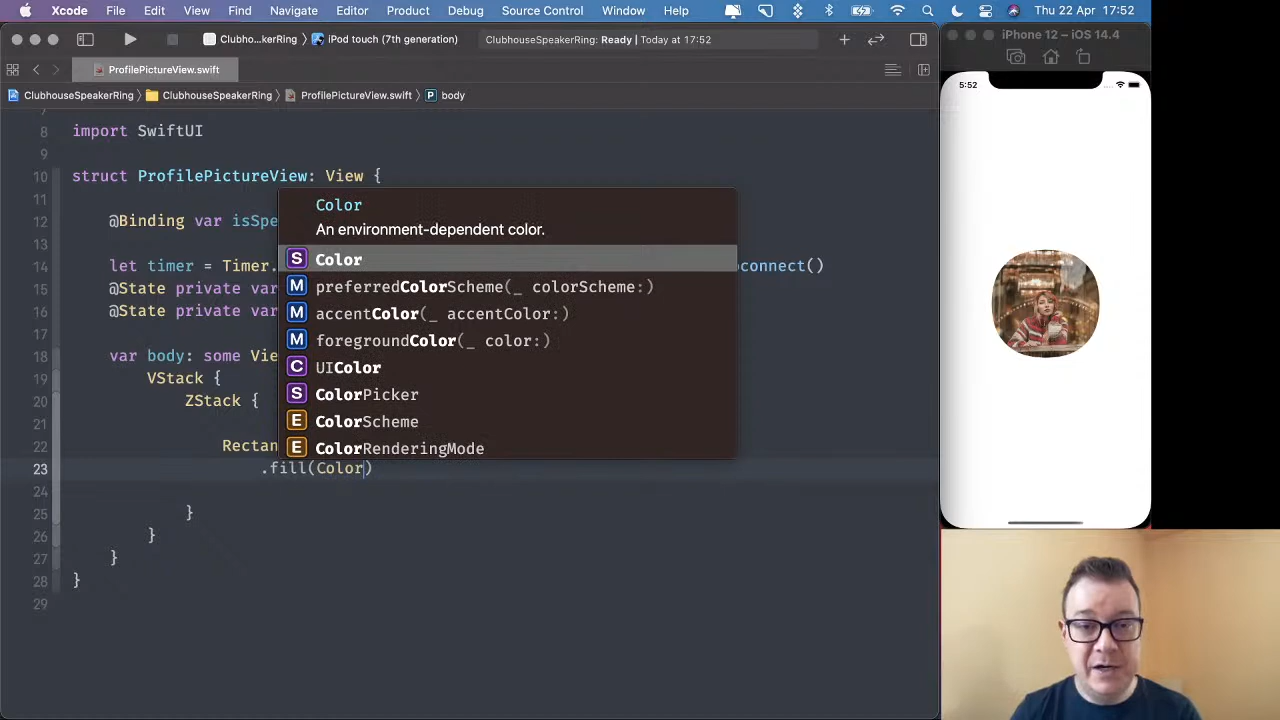 Xcode File Edit View Find Navigate Editor Product Debug Source Control Window Help Thu 22 Apr 17:52
Clubho...kerRing iPod touch (7th generation) ClubhouseSpeakerRing: Ready | Today at 17:52
iPhone 12 – iOS 14.4
ProfilePictureView.swift
ClubhouseSpeakerRing ClubhouseSpeakerRing ProfilePictureView.swift P body
5:52
7
8 import SwiftUI
9
10 struct ProfilePictureView: View {
11
Color
12 @Binding var isSpe
An environment-dependent color.
13
S Color
14 let timer = Timer. oconnect()
15 @State private var
M preferredColorScheme(_ colorScheme:)
16 @State private var
M accentColor(_ accentColor:)
17
M foregroundColor(_ color:)
18 var body: some Vie
C UIColor
19 VStack {
S ColorPicker
20 ZStack {
E ColorScheme
21
22 Rectan
E ColorRenderingMode
23 .fill(Color)
24
25 }
26 }
27 }
28 }
29